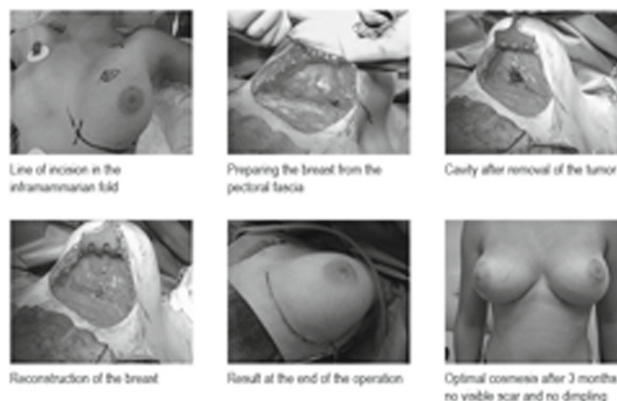 Line of incision in the
inframammarian fold
Preparing the breast from the
pectoral fascia
Cavity after removal of the tumor
Reconstruction of the breast
Result at the end of the operation
Optimal cosmesis after 3 months
no visible scar and no dimpling